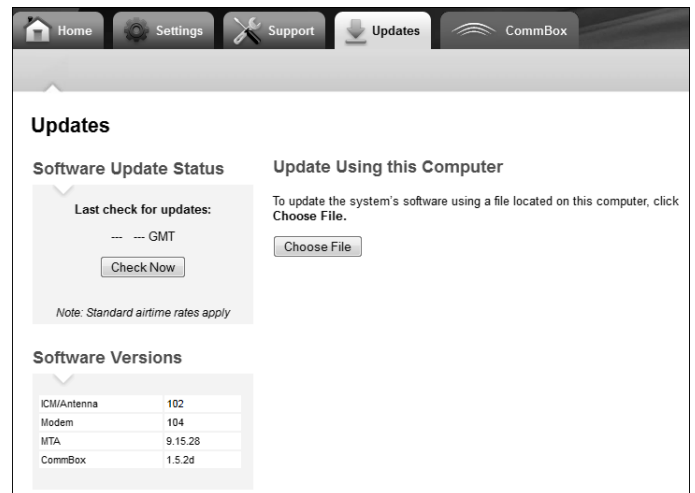 Home Settings Support Updates CommBox
Updates
Software Update Status
Last check for updates:
--- --- GMT
Check Now
Note: Standard airtime rates apply
Update Using this Computer
To update the system's software using a file located on this computer, click
Choose File.
Choose File
Software Versions
ICM/Antenna 102
Modem 104
MTA 9.15.28
CommBox 1.5.2d